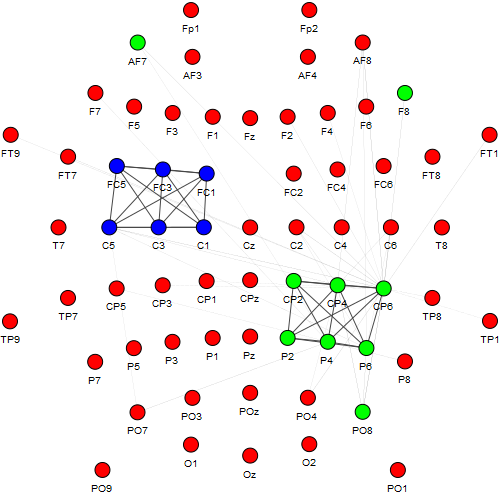 Fp1 Fp2
AF7 AF3 AF4 AF8
F7 F5 F3 F1 Fz F2 F4 F6 F8
FT9 FT7 FC5 FC3 FC1 FC2 FC4 FC6 FT8 FT1
T7 C5 C3 C1 Cz C2 C4 C6 T8
TP9 TP7 CP5 CP3 CP1 CPz CP2 CP4 CP6 TP8 TP1
P7 P5 P3 P1 Pz P2 P4 P6 P8
PO7 PO3 POz PO4 PO8
O1 Oz O2
PO9 PO1